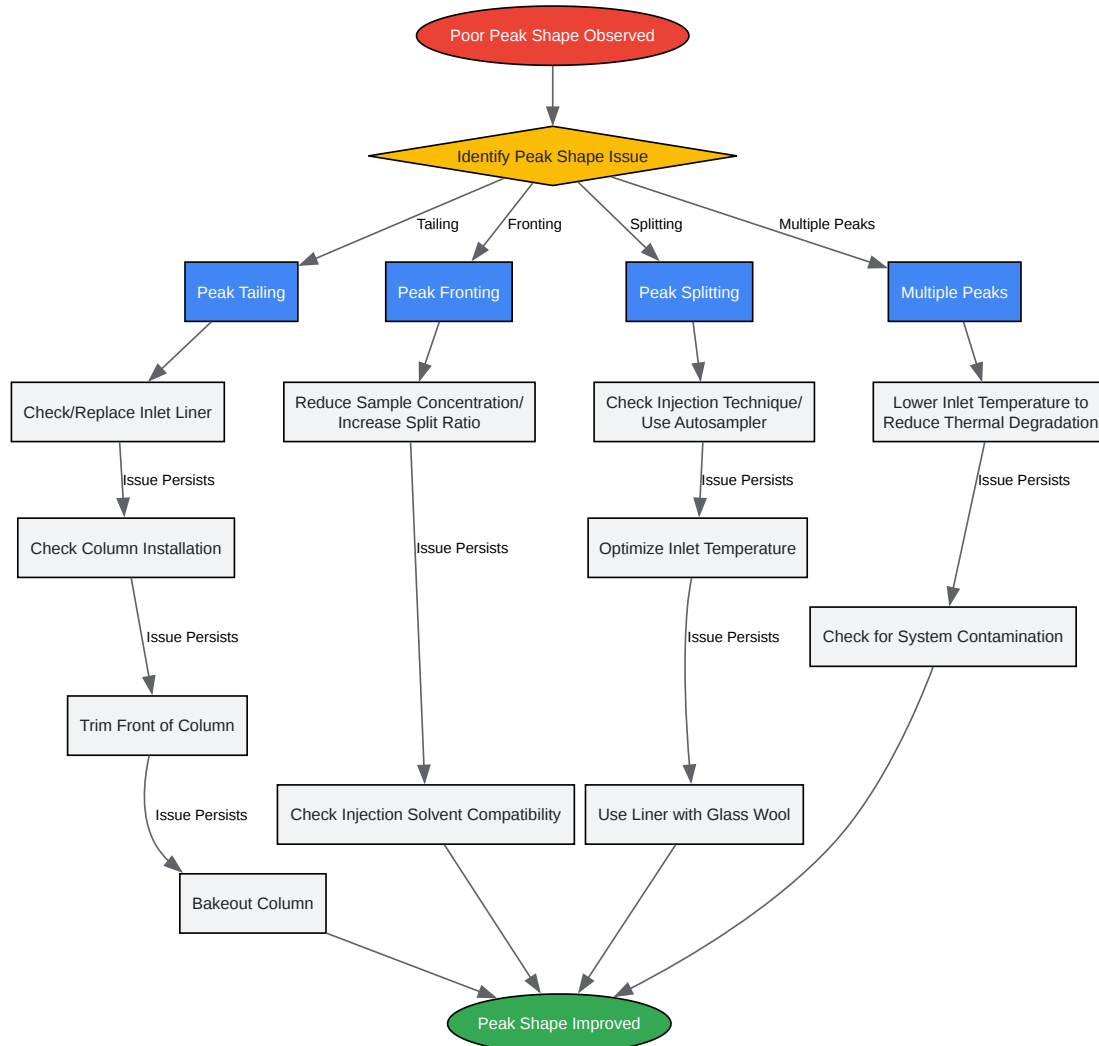 Poor Peak Shape Observed
Identify Peak Shape Issue
Tailing
Fronting
Splitting
Multiple Peaks
Peak Tailing
Peak Fronting
Peak Splitting
Multiple Peaks
Check/Replace Inlet Liner
Reduce Sample Concentration/
Increase Split Ratio
Check Injection Technique/
Use Autosampler
Lower Inlet Temperature to
Reduce Thermal Degradation
Issue Persists
Issue Persists
Issue Persists
Check Column Installation
Issue Persists
Optimize Inlet Temperature
Issue Persists
Issue Persists
Check for System Contamination
Trim Front of Column
Issue Persists
Check Injection Solvent Compatibility
Use Liner with Glass Wool
Bakeout Column
Peak Shape Improved